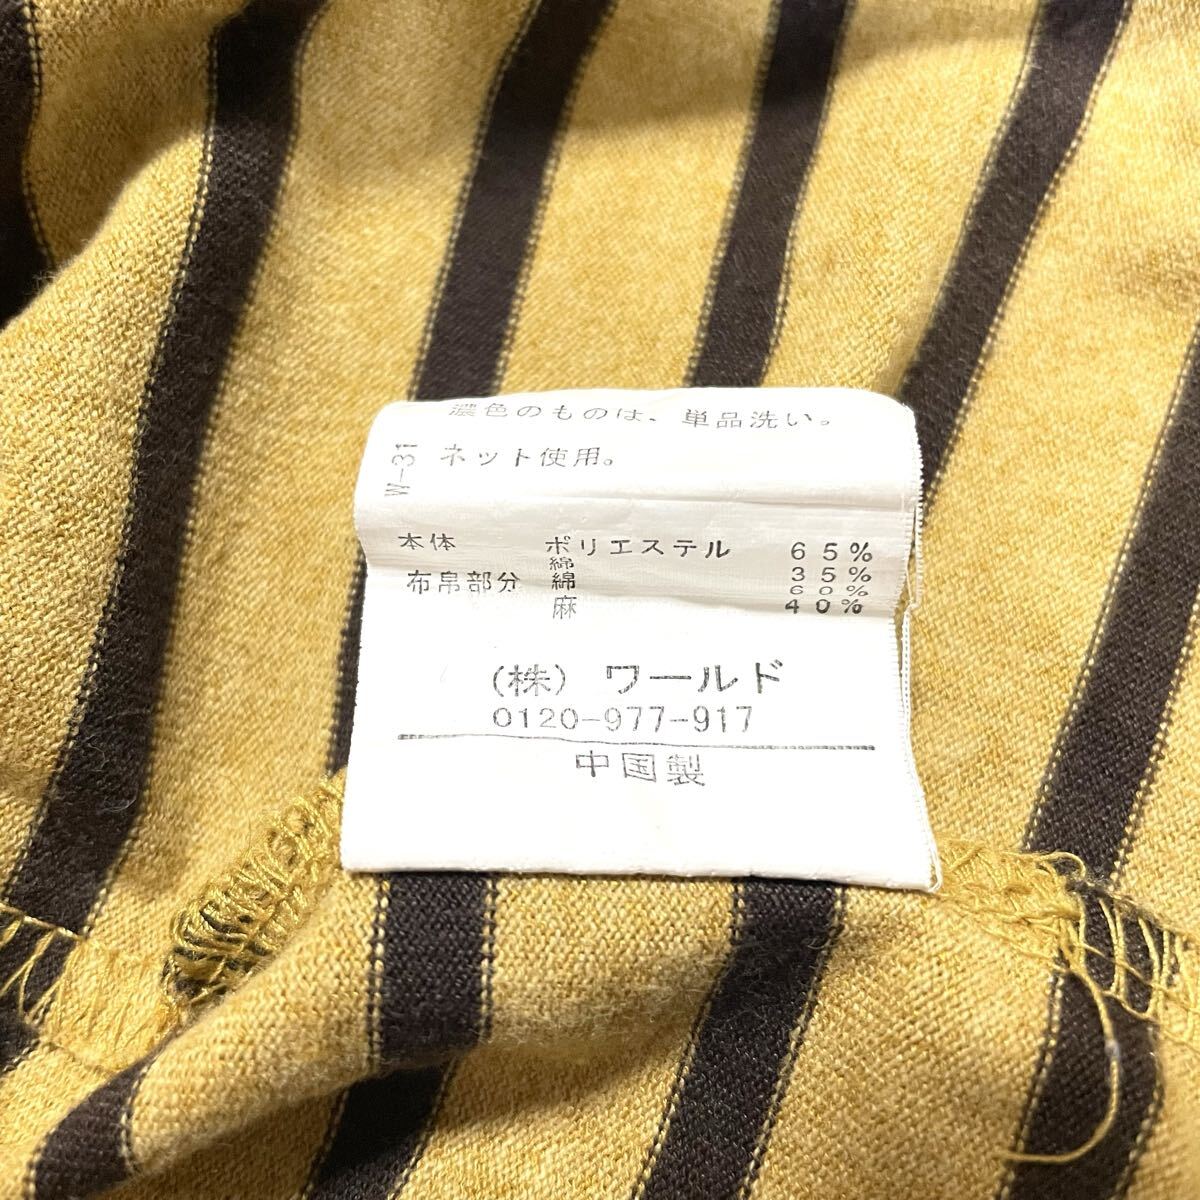 濃色のものは、単品洗い。
W-31 ネット使用。
本体 ポリエステル 65%
綿 35%
布帛部分 綿 60%
麻 40%
(株) ワールド
0120-977-917
中国製